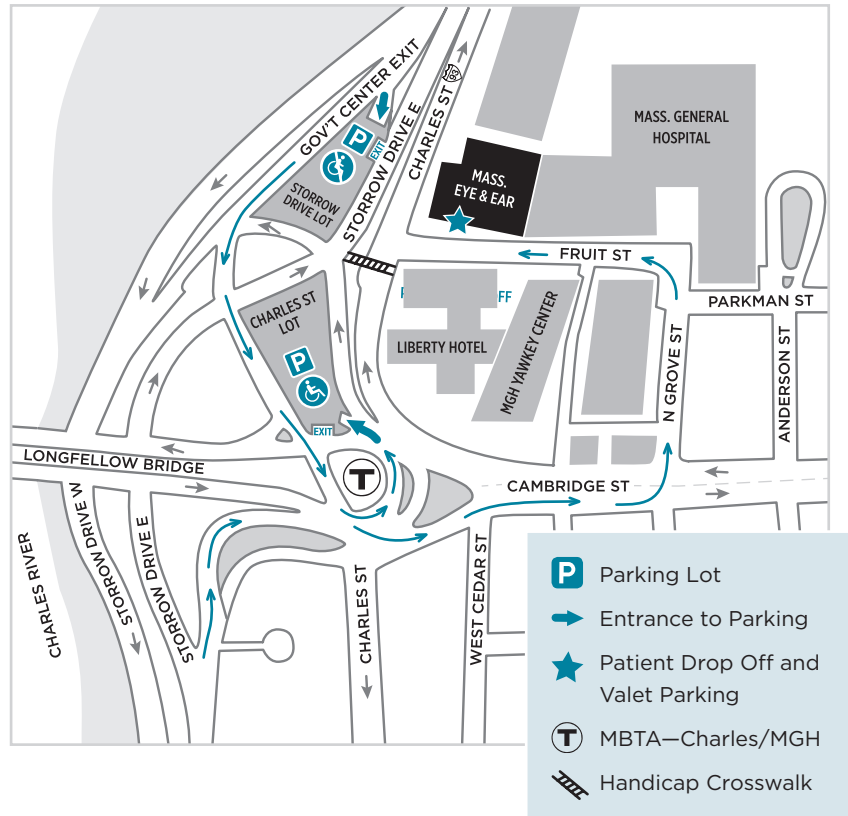 GOV'T CENTER EXIT
STORROW DRIVE E
CHARLES ST
93
P
EXIT
STORROW
DRIVE LOT
MASS.
EYE & EAR
MASS. GENERAL
HOSPITAL
FRUIT ST
PARKMAN ST
CHARLES ST
LOT
P
EXIT
FF
LIBERTY HOTEL
MGH YAWKEY CENTER
N GROVE ST
ANDERSON ST
LONGFELLOW BRIDGE
T
CAMBRIDGE ST
CHARLES RIVER
STORROW DRIVE W
STORROW DRIVE E
STORROW
CHARLES ST
WEST CEDAR ST
P Parking Lot
Entrance to Parking
Patient Drop Off and
Valet Parking
T MBTA—Charles/MGH
Handicap Crosswalk